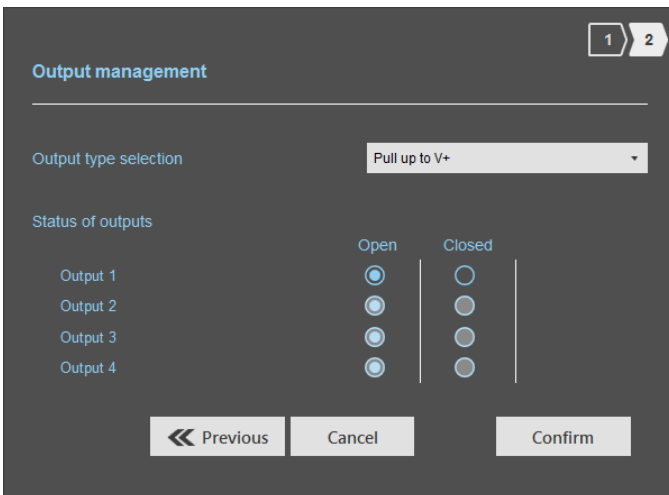 1 2
Output management
Output type selection Pull up to V+
Status of outputs
Open Closed
Output 1
Output 2
Output 3
Output 4
Previous Cancel Confirm